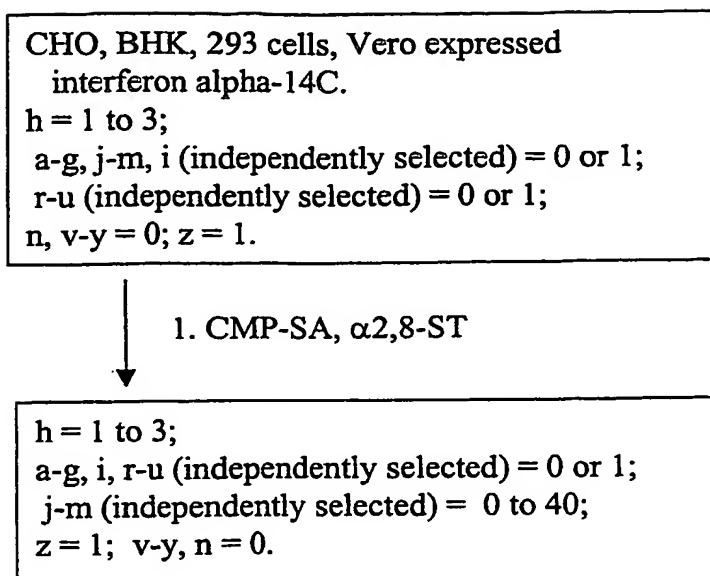 CHO, BHK, 293 cells, Vero expressed
interferon alpha-14C.
h = 1 to 3;
a-g, j-m, i (independently selected) = 0 or 1;
r-u (independently selected) = 0 or 1;
n, v-y = 0; z = 1.
1. CMP-SA, α2,8-ST
h = 1 to 3;
a-g, i, r-u (independently selected) = 0 or 1;
j-m (independently selected) = 0 to 40;
z = 1; v-y, n = 0.